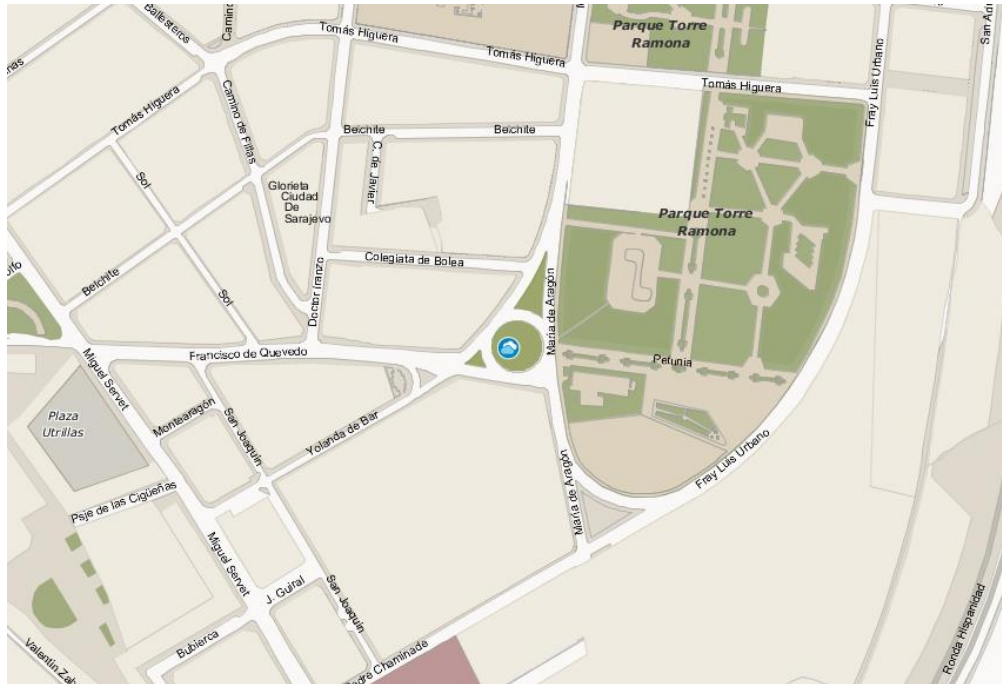 Ballesteros
Camino
Tomás Higuera
Parque Torre
Ramona
Fray Luis Urbano
Tomás Higuera
Tomás Higuera
Camino de Fillas
Belchite
Belchite
C. de Javier
Sol
Glorieta
Ciudad
De
Sarajevo
Parque Torre
Ramona
Colegiata de Bolea
Belchite
Sol
Doctor Iranzo
María de Aragón
Francisco de Quevedo
Petunia
Miguel Servet
Plaza
Utrillas
Montearagón
San Joaquín
Yolanda de Bar
María de Aragón
Fray Luis Urbano
Psje de las Cigüeñas
Miguel Servet
J. Guiral
San Joaquín
Bubierca
Ronda Hispanidad